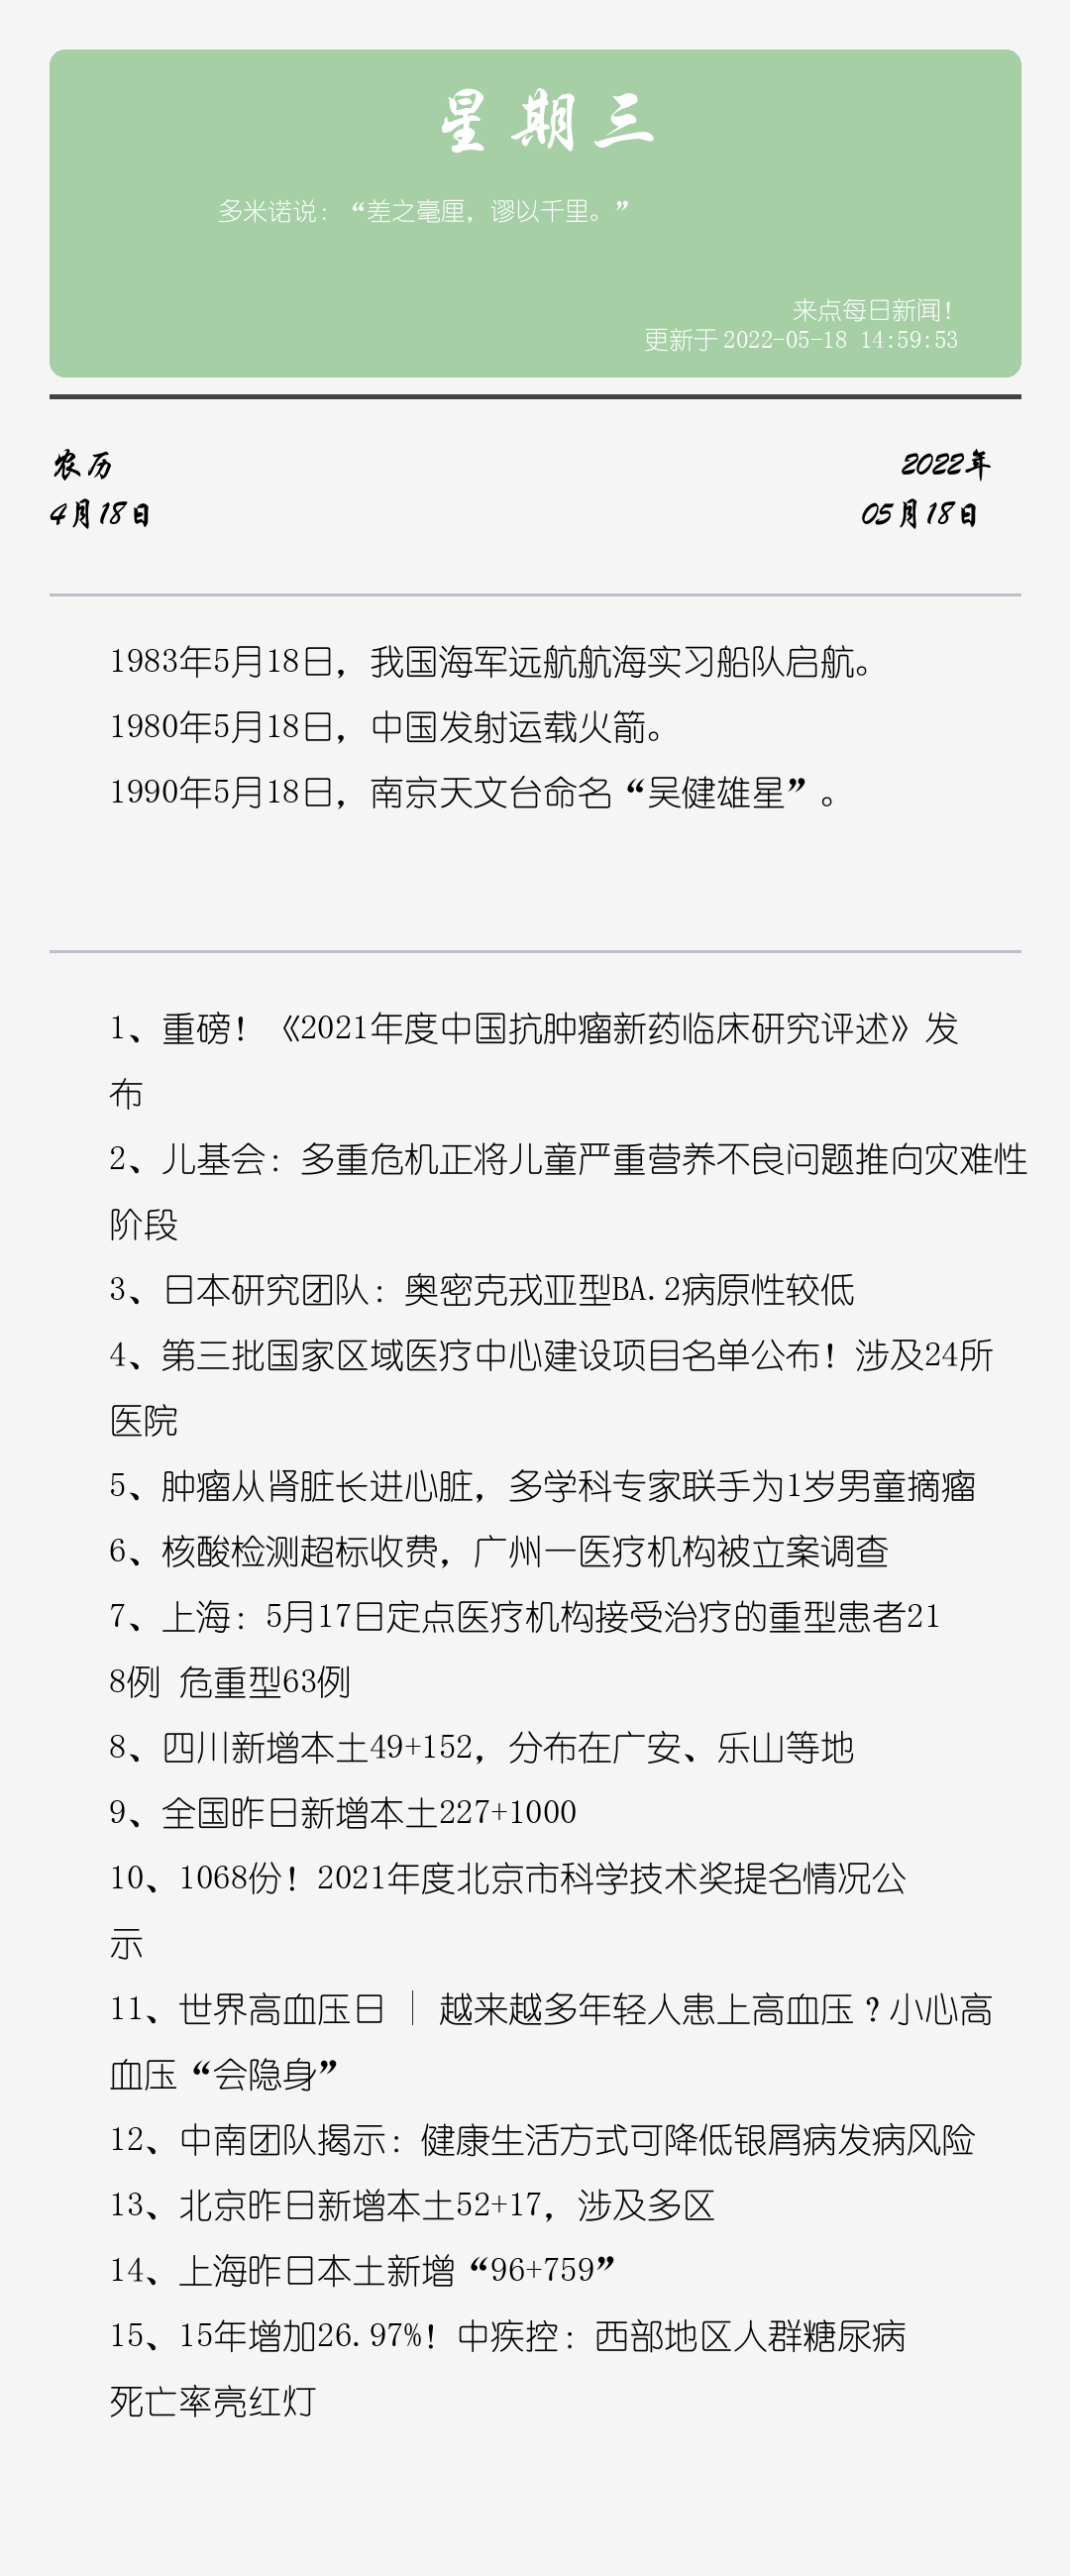 星期三
多米诺说：“差之毫厘，谬以千里。”
来点每日新闻！
更新于 2022-05-18 14:59:53
农历
2022年
4月18日
05月18日
1983年5月18日，我国海军远航航海实习船队启航。
1980年5月18日，中国发射运载火箭。
1990年5月18日，南京天文台命名“吴健雄星”。
1、重磅！《2021年度中国抗肿瘤新药临床研究评述》发
布
2、儿基会：多重危机正将儿童严重营养不良问题推向灾难性
阶段
3、日本研究团队：奥密克戎亚型BA.2病原性较低
4、第三批国家区域医疗中心建设项目名单公布！涉及24所
医院
5、肿瘤从肾脏长进心脏，多学科专家联手为1岁男童摘瘤
6、核酸检测超标收费，广州一医疗机构被立案调查
7、上海：5月17日定点医疗机构接受治疗的重型患者21
8例 危重型63例
8、四川新增本土49+152，分布在广安、乐山等地
9、全国昨日新增本土227+1000
10、1068份！2021年度北京市科学技术奖提名情况公
示
11、世界高血压日 | 越来越多年轻人患上高血压？小心高
血压“会隐身”
12、中南团队揭示：健康生活方式可降低银屑病发病风险
13、北京昨日新增本土52+17，涉及多区
14、上海昨日本土新增“96+759”
15、15年增加26.97%！中疾控：西部地区人群糖尿病
死亡率亮红灯